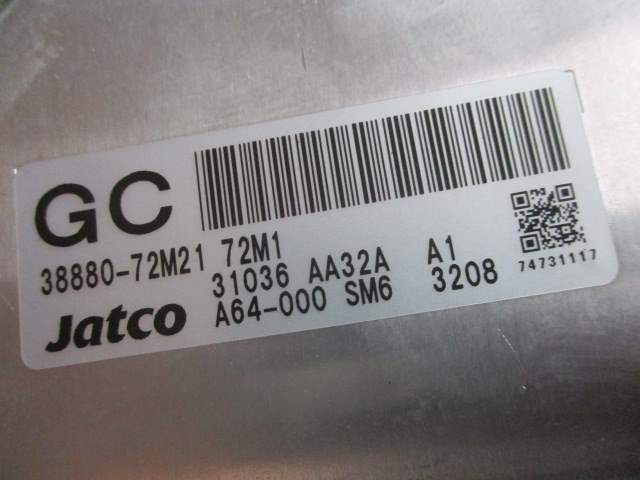 GC
38880-72M21 72M1
31036 AA32A A1
Jatco A64-000 SM6 3208
74731117